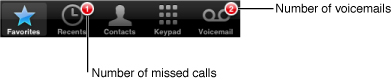 1
2
Number of voicemails
Favorites
Recents
Contacts
Keypad
Voicemail
Number of missed calls